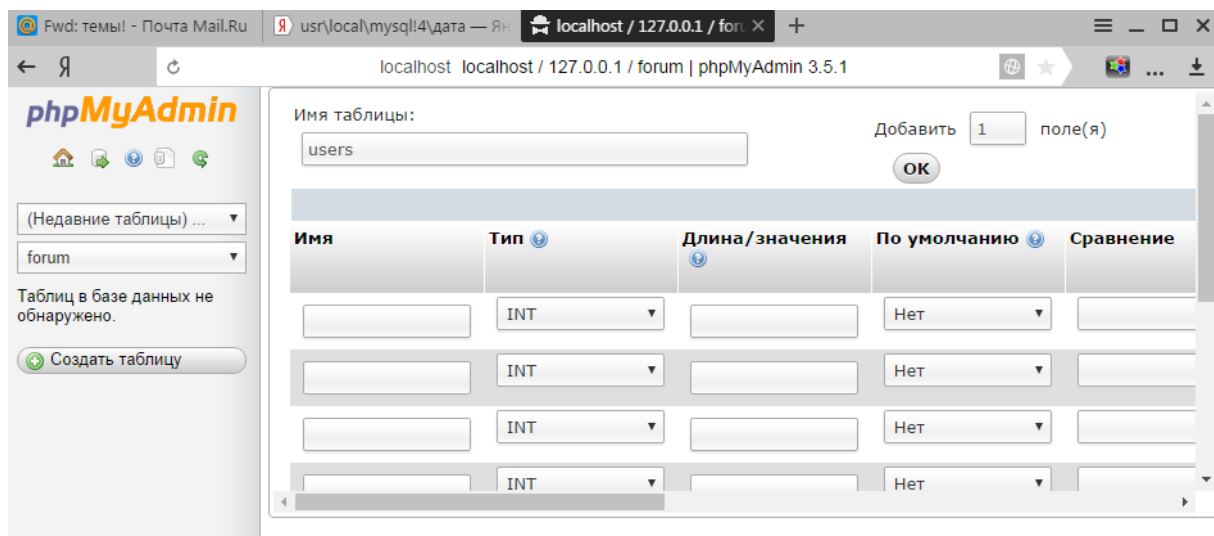 Fwd: темы! - Почта Mail.Ru
Я usr\local\mysql!4\дата — Ян
localhost / 127.0.0.1 / foru
Я
localhost localhost / 127.0.0.1 / forum | phpMyAdmin 3.5.1
phpMyAdmin
(Недавние таблицы) ...
forum
Таблиц в базе данных не
обнаружено.
Создать таблицу
Имя таблицы:
users
Добавить 1 поле(я)
OK
Имя Тип Длина/значения По умолчанию Сравнение
INT Нет
INT Нет
INT Нет
INT Нет